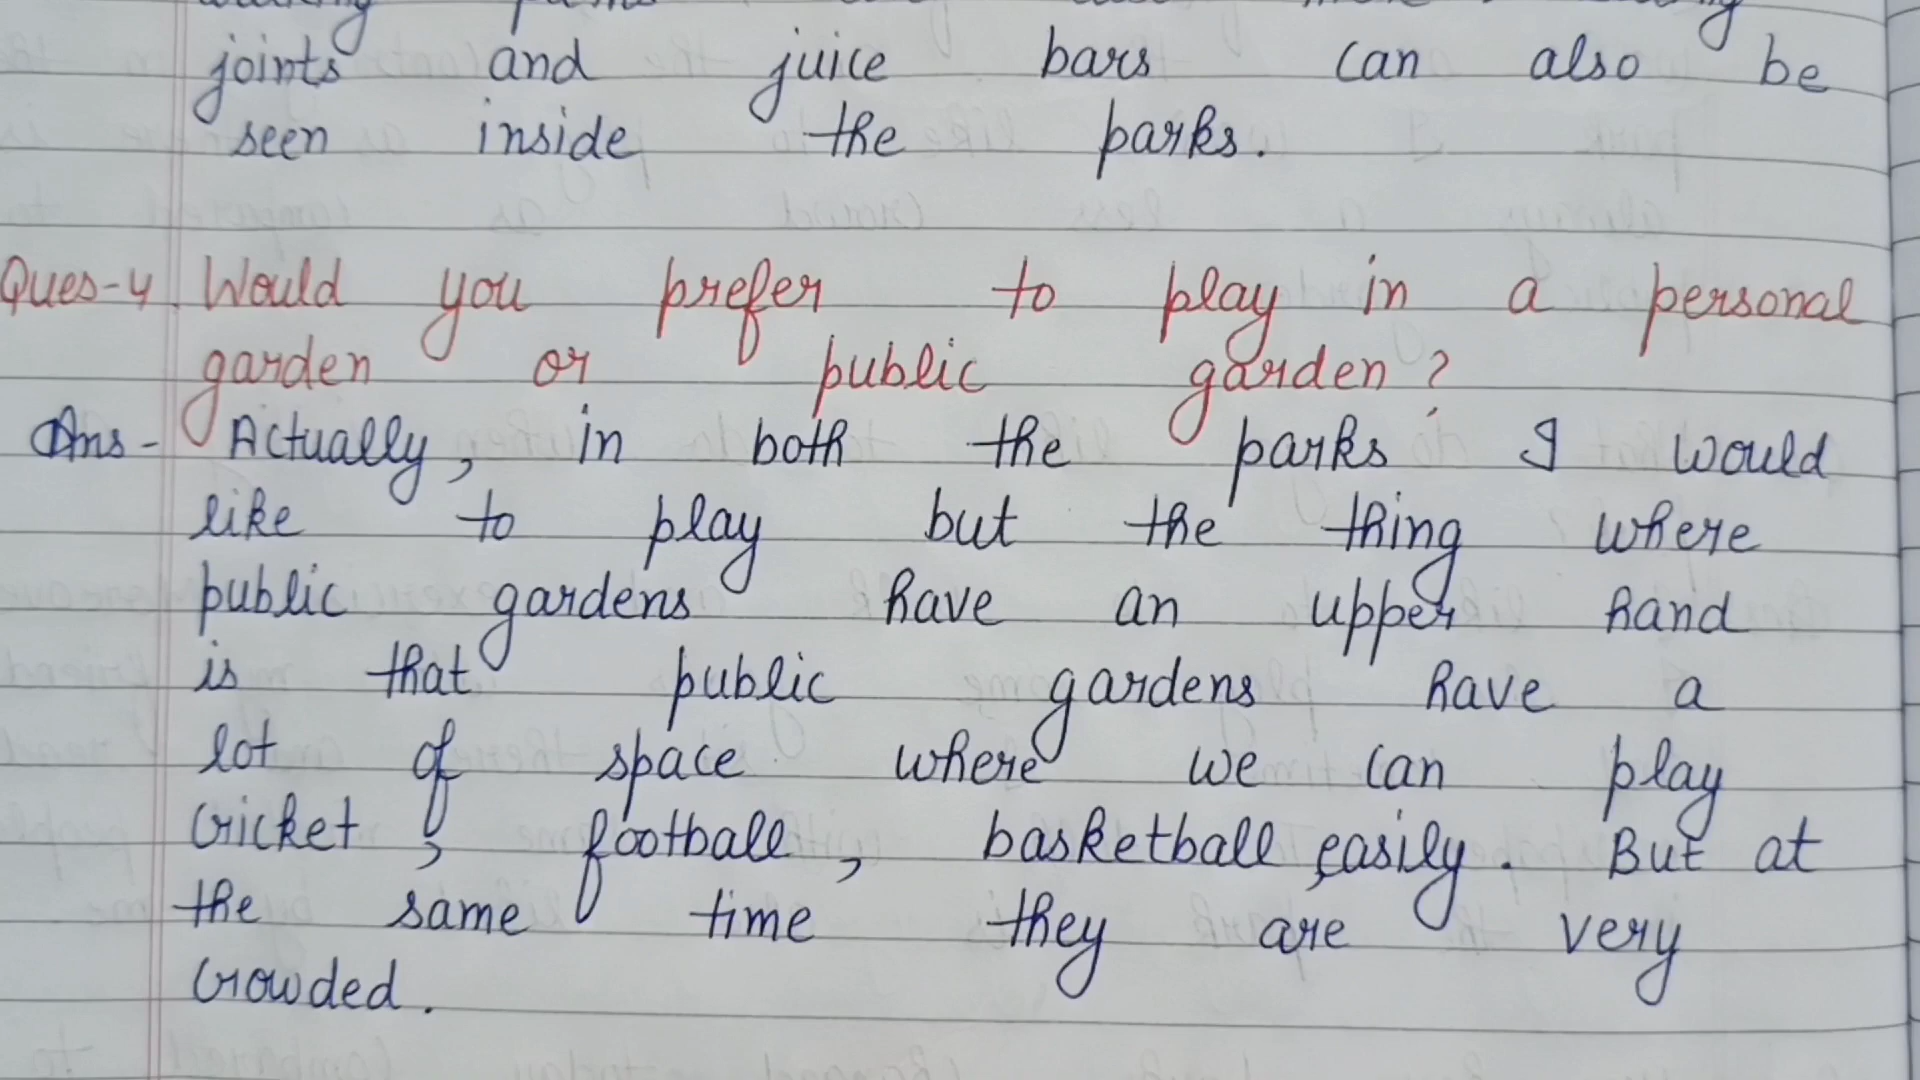 joints and juice bars can also be
seen inside the parks.
Ques-4. Would you prefer to play in a personal
garden or public garden?
Ans- Actually, in both the parks I would
like to play but the thing where
public gardens have an upper hand
is that public gardens have a
lot of space where we can play
cricket, football, basketball easily. But at
the same time they are very
crowded.